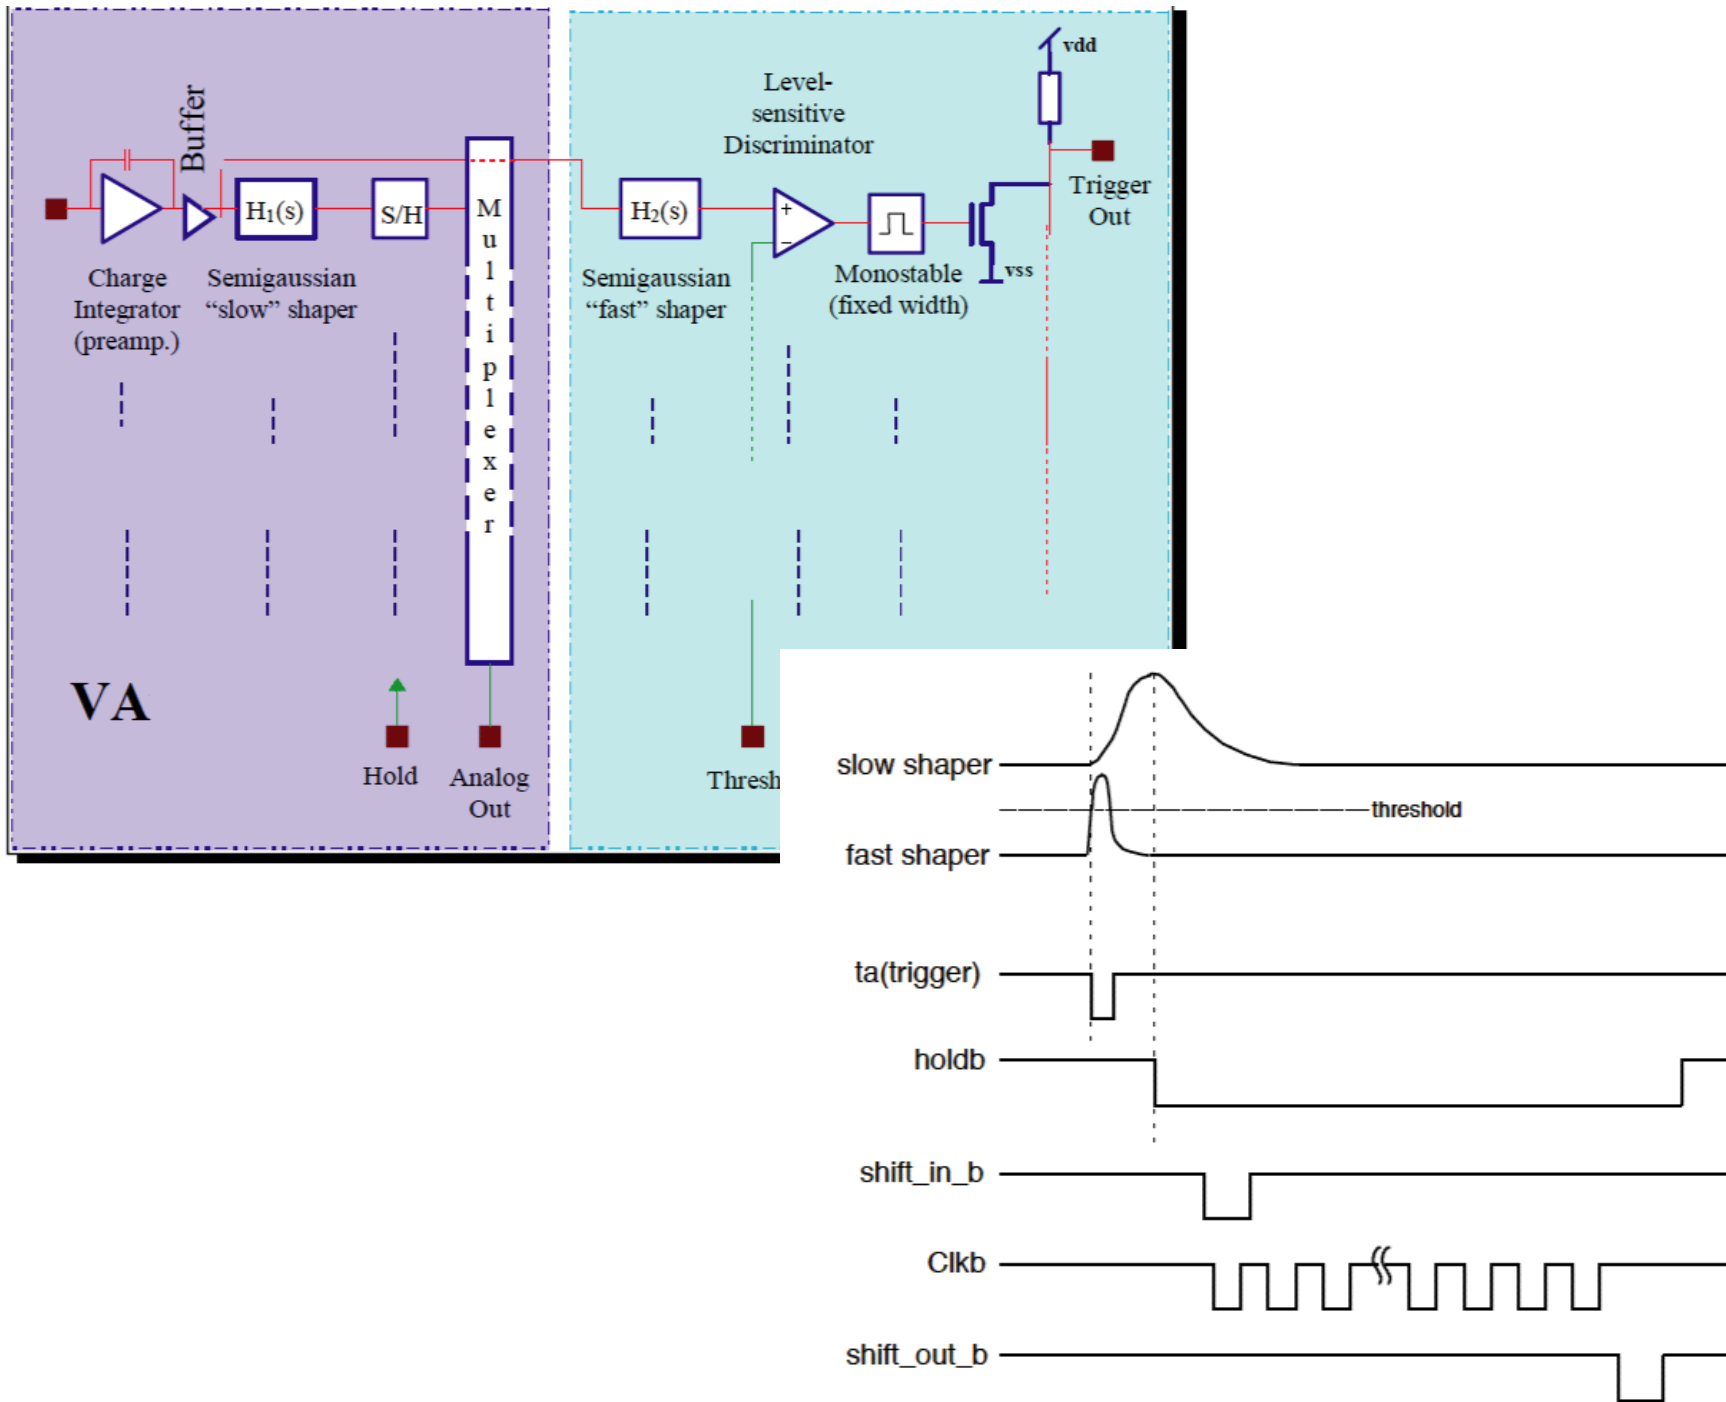 Buffer
H₁(s)
S/H
Multiplexer
Charge
Integrator
(preamp.)
Semigaussian
“slow” shaper
VA
Hold
Analog
Out
Level-
sensitive
Discriminator
vdd
Trigger
Out
H₂(s)
+
−
vss
Semigaussian
“fast” shaper
Monostable
(fixed width)
Thresh
slow shaper
threshold
fast shaper
ta(trigger)
holdb
shift_in_b
Clkb
shift_out_b